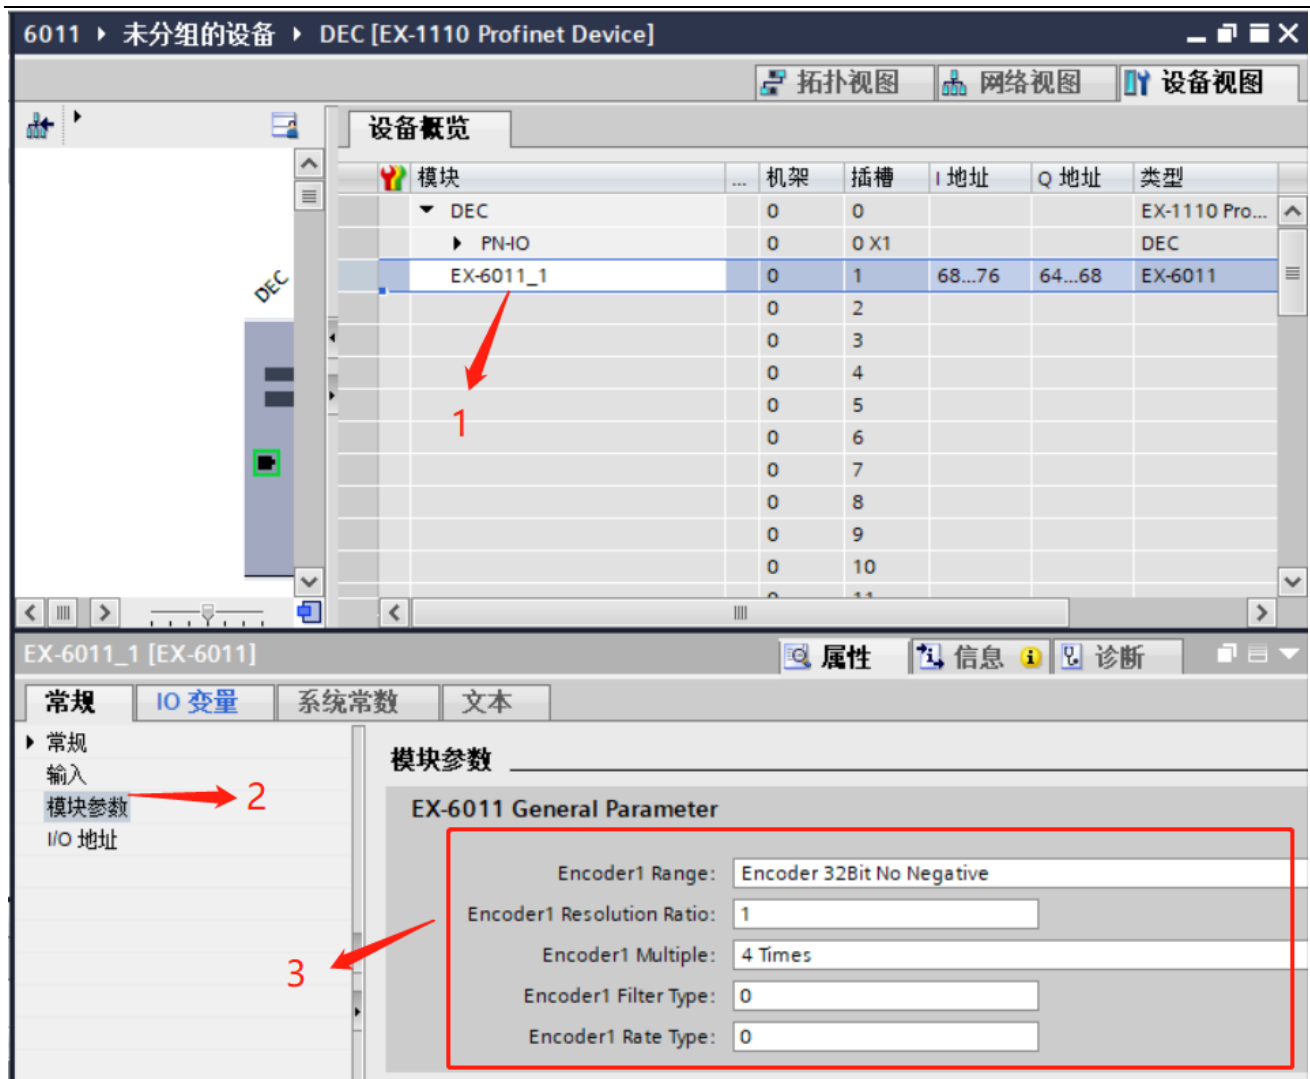 6011 ▸ 未分组的设备 ▸ DEC [EX-1110 Profinet Device]
拓扑视图 网络视图 设备视图
设备概览
模块 ... 机架 插槽 I 地址 Q 地址 类型
DEC 0 0 EX-1110 Pro...
PN-IO 0 0 X1 DEC
EX-6011_1 0 1 68...76 64...68 EX-6011
0 2
0 3
0 4
0 5
0 6
0 7
0 8
0 9
0 10
0 11
DEC
1
EX-6011_1 [EX-6011] 属性 信息 诊断
常规 IO 变量 系统常数 文本
常规
输入
模块参数
I/O 地址
2
模块参数
EX-6011 General Parameter
Encoder1 Range: Encoder 32Bit No Negative
Encoder1 Resolution Ratio: 1
Encoder1 Multiple: 4 Times
Encoder1 Filter Type: 0
Encoder1 Rate Type: 0
3